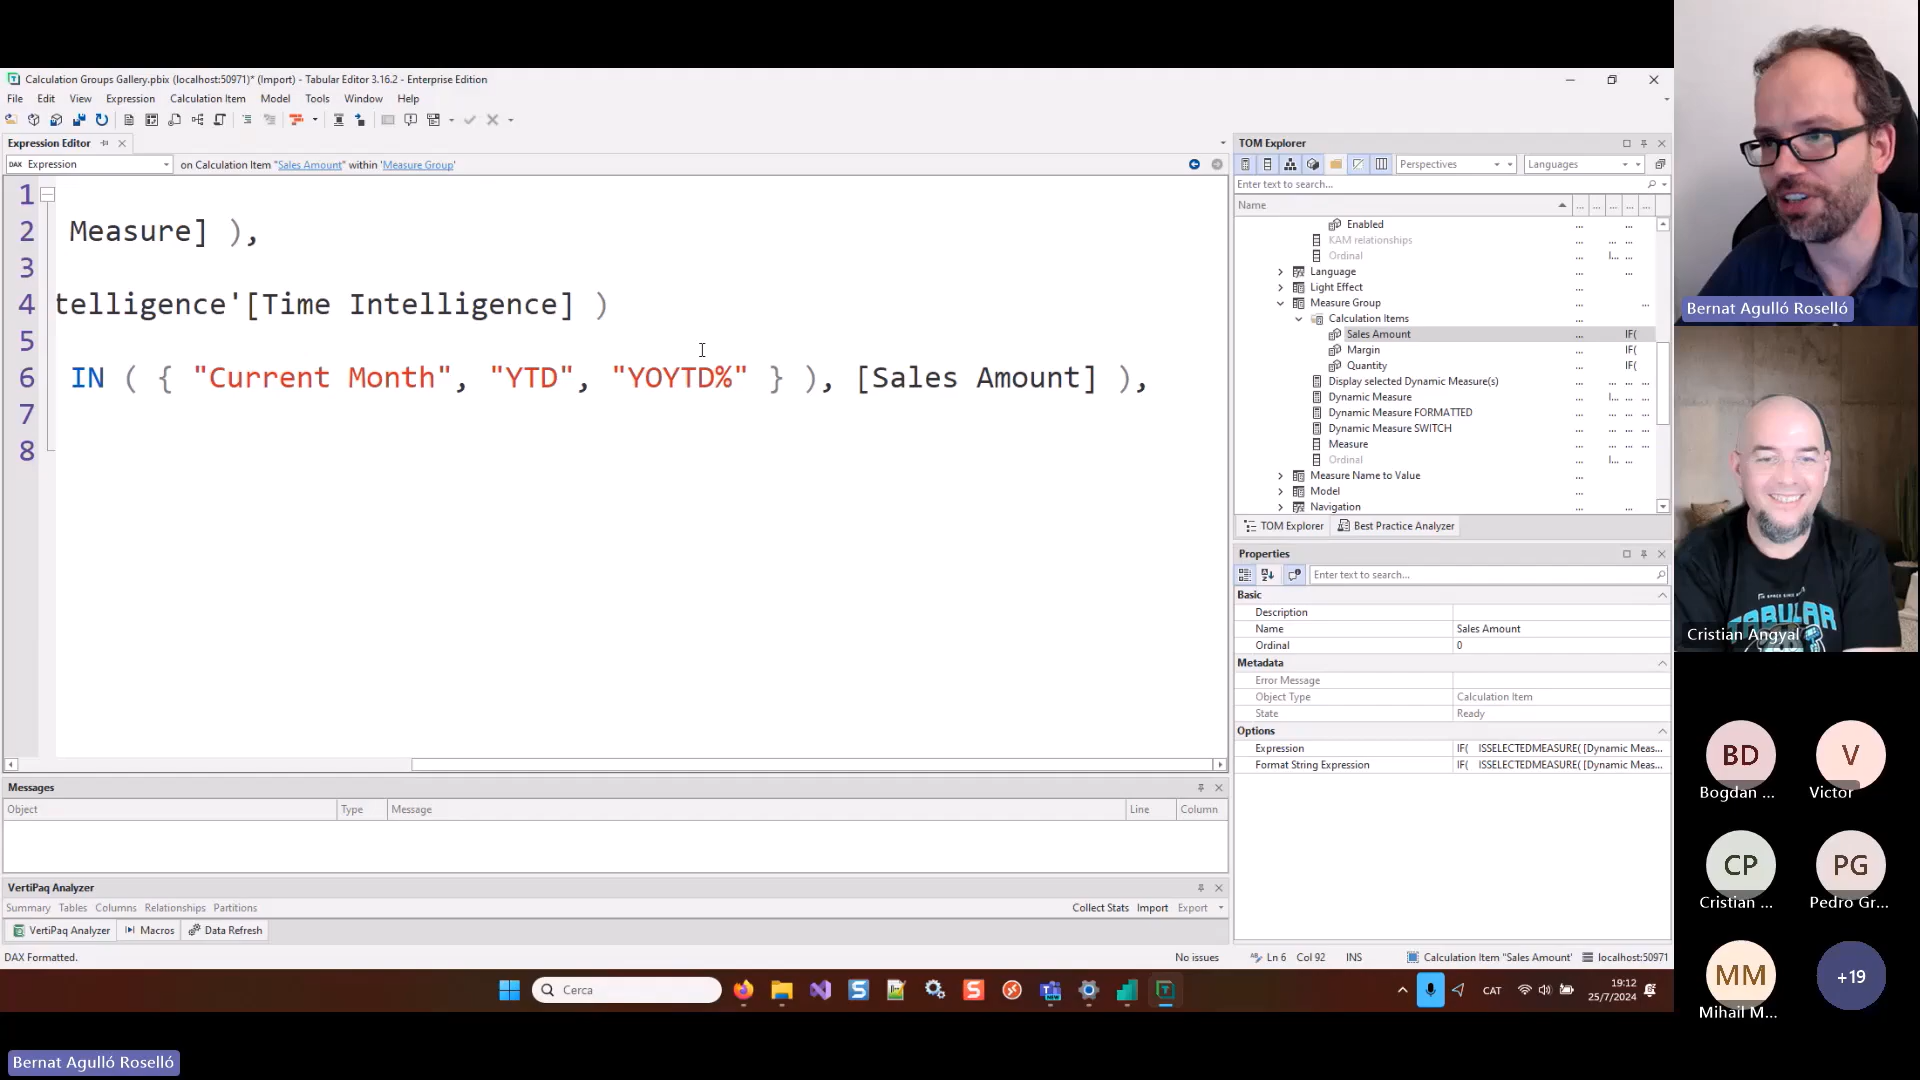 Calculation Groups Gallery.pbix (localhost:50971)* (Import) - Tabular Editor 3.16.2 - Enterprise Edition
File Edit View Expression Calculation Item Model Tools Window Help
Expression Editor
DAX Expression on Calculation Item "Sales Amount" within 'Measure Group'
1
2 Measure] ),
3
4 telligence'[Time Intelligence] )
5
6 IN ( { "Current Month", "YTD", "YOYTD%" } ), [Sales Amount] ),
7
8
Messages
Object Type Message Line Column
VertiPaq Analyzer
Summary Tables Columns Relationships Partitions Collect Stats Import Export
VertiPaq Analyzer Macros Data Refresh
DAX Formatted. No issues Ln 6 Col 92 INS Calculation Item "Sales Amount" localhost:50971
TOM Explorer
Perspectives Languages
Enter text to search...
Name ... ... ... ... ...
Enabled ... ...
KAM relationships ... ... ...
Ordinal ... I... ...
Language ... ...
Light Effect ...
Measure Group ... ...
Calculation Items ...
Sales Amount ... IF(
Margin ... IF(
Quantity ... IF(
Display selected Dynamic Measure(s) ... ... ... ...
Dynamic Measure ... I... ... ...
Dynamic Measure FORMATTED ... ... ... ...
Dynamic Measure SWITCH ... ... ... ...
Measure ... ... ... ...
Ordinal ... I... ...
Measure Name to Value ... ...
Model ...
Navigation ... ...
TOM Explorer Best Practice Analyzer
Properties
Enter text to search...
Basic
Description
Name Sales Amount
Ordinal 0
Metadata
Error Message
Object Type Calculation Item
State Ready
Options
Expression IF( ISSELECTEDMEASURE( [Dynamic Meas...
Format String Expression IF( ISSELECTEDMEASURE( [Dynamic Meas...
Cerca
CAT
19:12
25/7/2024
Bernat Agulló Roselló
TABULAR
Cristian Angyal
BD
Bogdan ...
V
Victor
CP
Cristian ...
PG
Pedro Gr...
MM
Mihail M...
+19
Bernat Agulló Roselló